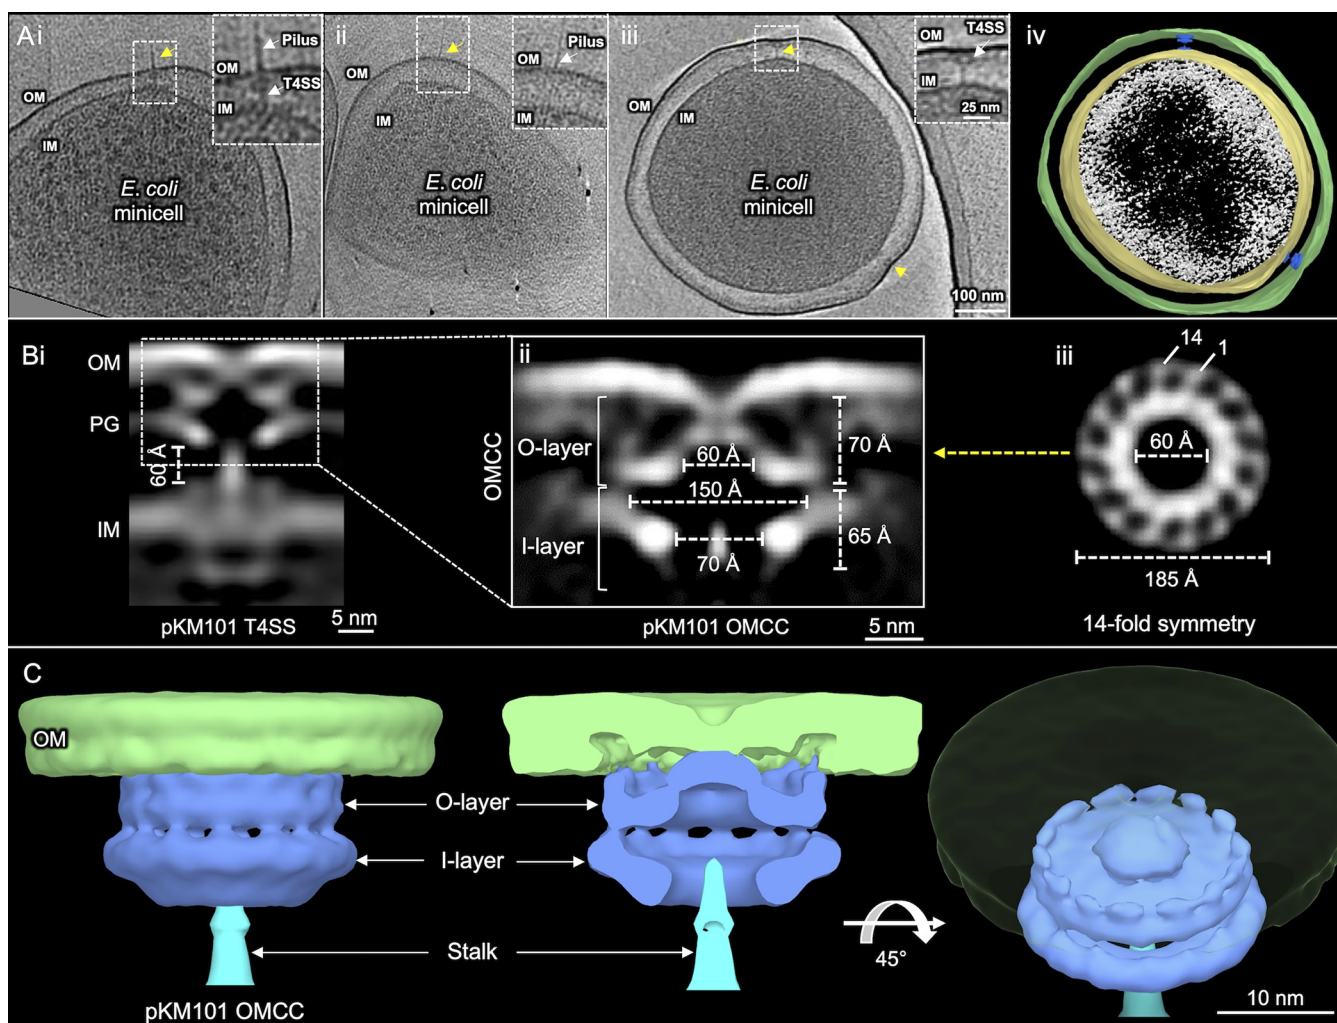 Ai
Pilus
OM
T4SS
IM
OM
IM
E. coli
minicell
ii
Pilus
OM
IM
OM
IM
E. coli
minicell
iii
T4SS
OM
IM
25 nm
OM
IM
E. coli
minicell
100 nm
iv
Bi
OM
PG
60 Å
IM
pKM101 T4SS
5 nm
ii
OMCC
O-layer
60 Å
70 Å
150 Å
I-layer
65 Å
70 Å
pKM101 OMCC
5 nm
iii
14
1
60 Å
185 Å
14-fold symmetry
C
OM
O-layer
I-layer
Stalk
45°
pKM101 OMCC
10 nm